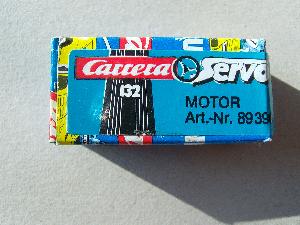 Carrera Servo
132
MOTOR
Art.-Nr. 8939